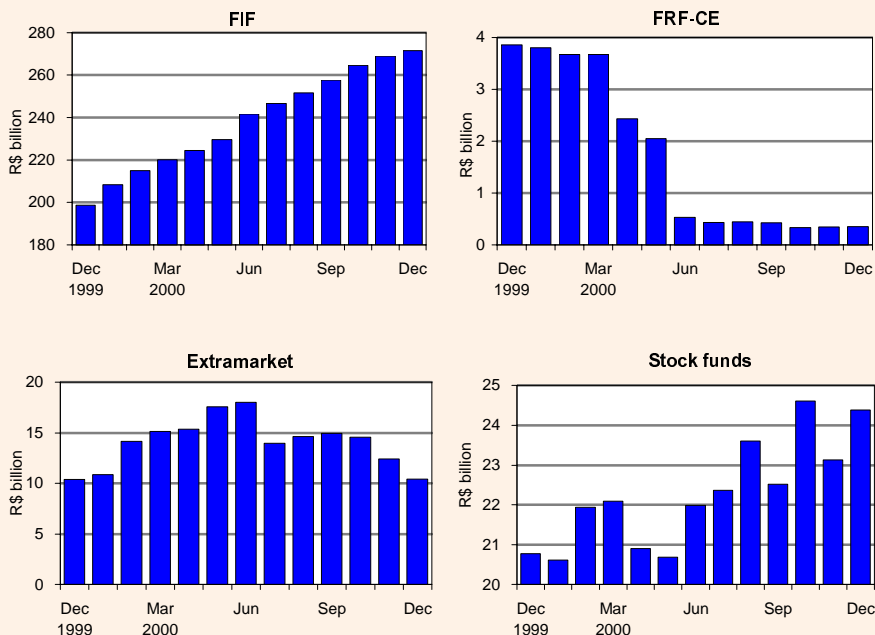 FIF
R$ billion
280
260
240
220
200
180
Dec Mar Jun Sep Dec
1999 2000
FRF-CE
R$ billion
4
3
2
1
0
Dec Mar Jun Sep Dec
1999 2000
Extramarket
R$ billion
20
15
10
5
0
Dec Mar Jun Sep Dec
1999 2000
Stock funds
R$ billion
25
24
23
22
21
20
Dec Mar Jun Sep Dec
1999 2000